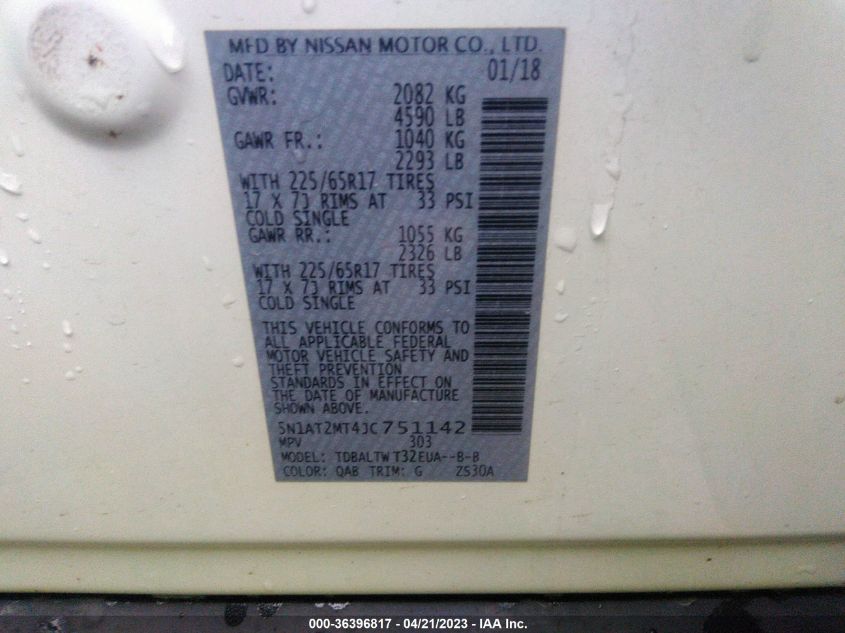 MFD BY NISSAN MOTOR CO., LTD.
DATE: 01/18
GVWR: 2082 KG
4590 LB
GAWR FR.: 1040 KG
2293 LB
WITH 225/65R17 TIRES
17 X 7J RIMS AT 33 PSI
COLD SINGLE
GAWR RR.: 1055 KG
2326 LB
WITH 225/65R17 TIRES
17 X 7J RIMS AT 33 PSI
COLD SINGLE
THIS VEHICLE CONFORMS TO
ALL APPLICABLE FEDERAL
MOTOR VEHICLE SAFETY AND
THEFT PREVENTION
STANDARDS IN EFFECT ON
THE DATE OF MANUFACTURE
SHOWN ABOVE.
5N1AT2MT4JC751142
MPV 303
MODEL: TDBALTWT32EUA--B-B
COLOR: QAB TRIM: G ZS30A
000-36396817 - 04/21/2023 - IAA Inc.